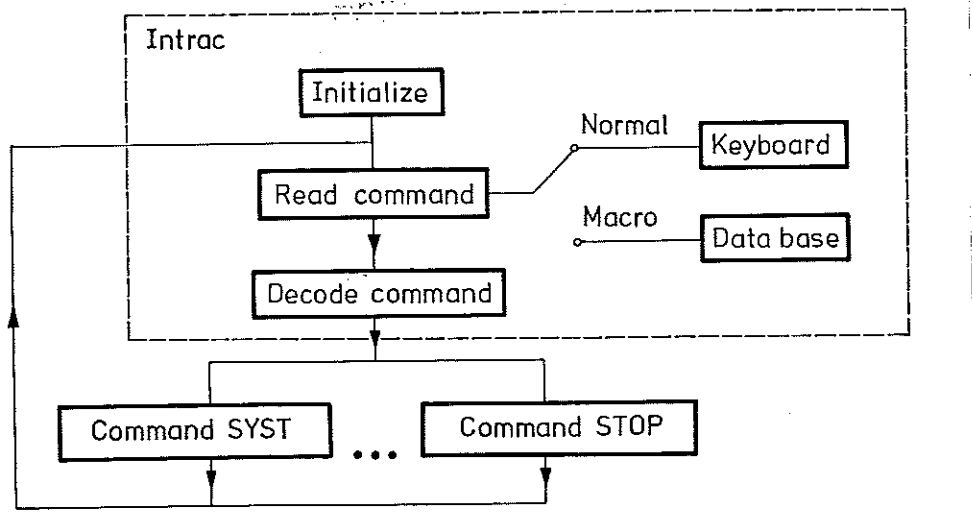 Intrac
Initialize
Normal
Keyboard
Read command
Macro
Data base
Decode command
Command SYST
...
Command STOP